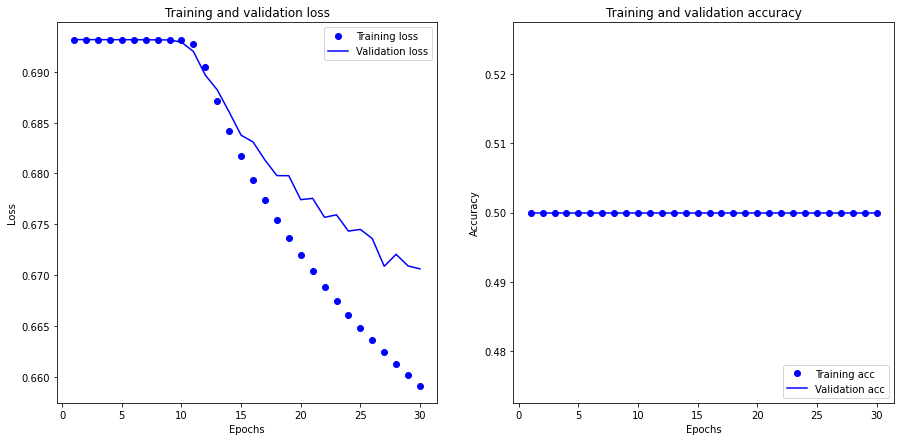 Training and validation loss
Training loss
Validation loss
0.690
0.685
0.680
0.675
0.670
0.665
0.660
Loss
0
5
10
15
20
25
30
Epochs
Training and validation accuracy
0.52
0.51
0.50
0.49
0.48
Accuracy
Training acc
Validation acc
0
5
10
15
20
25
30
Epochs